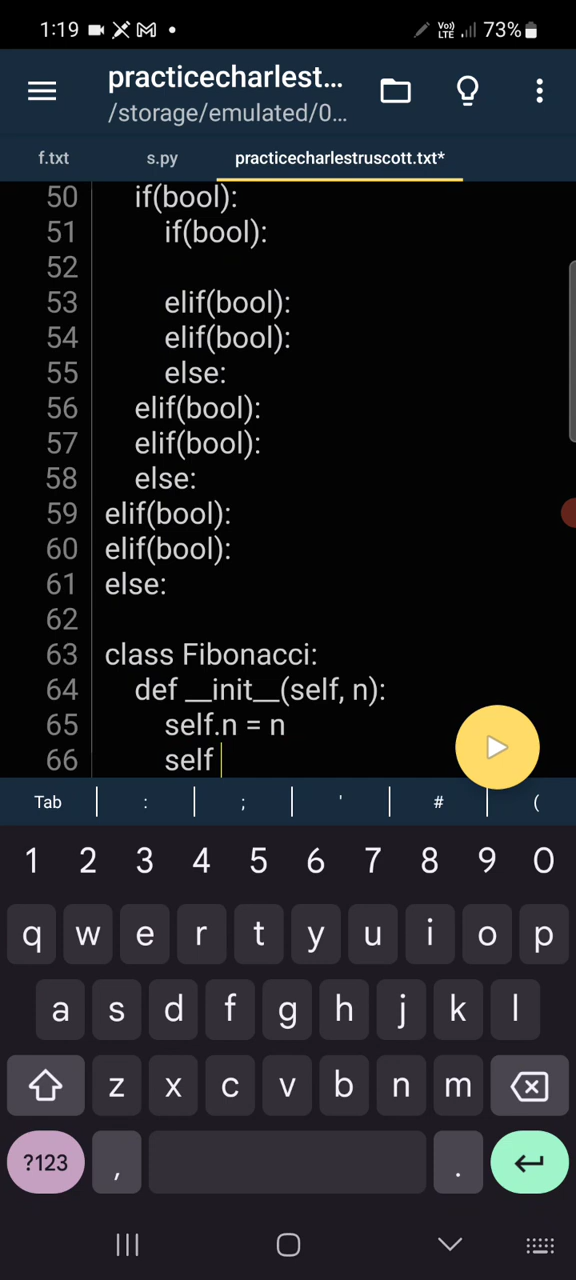 1:19 Vo)) LTE 73%
practicecharlest...
/storage/emulated/0...
f.txt s.py practicecharlestruscott.txt*
50 if(bool):
51 if(bool):
52
53 elif(bool):
54 elif(bool):
55 else:
56 elif(bool):
57 elif(bool):
58 else:
59 elif(bool):
60 elif(bool):
61 else:
62
63 class Fibonacci:
64 def __init__(self, n):
65 self.n = n
66 self
Tab : ; ' # (
1 2 3 4 5 6 7 8 9 0
q w e r t y u i o p
a s d f g h j k l
z x c v b n m
?123 , .